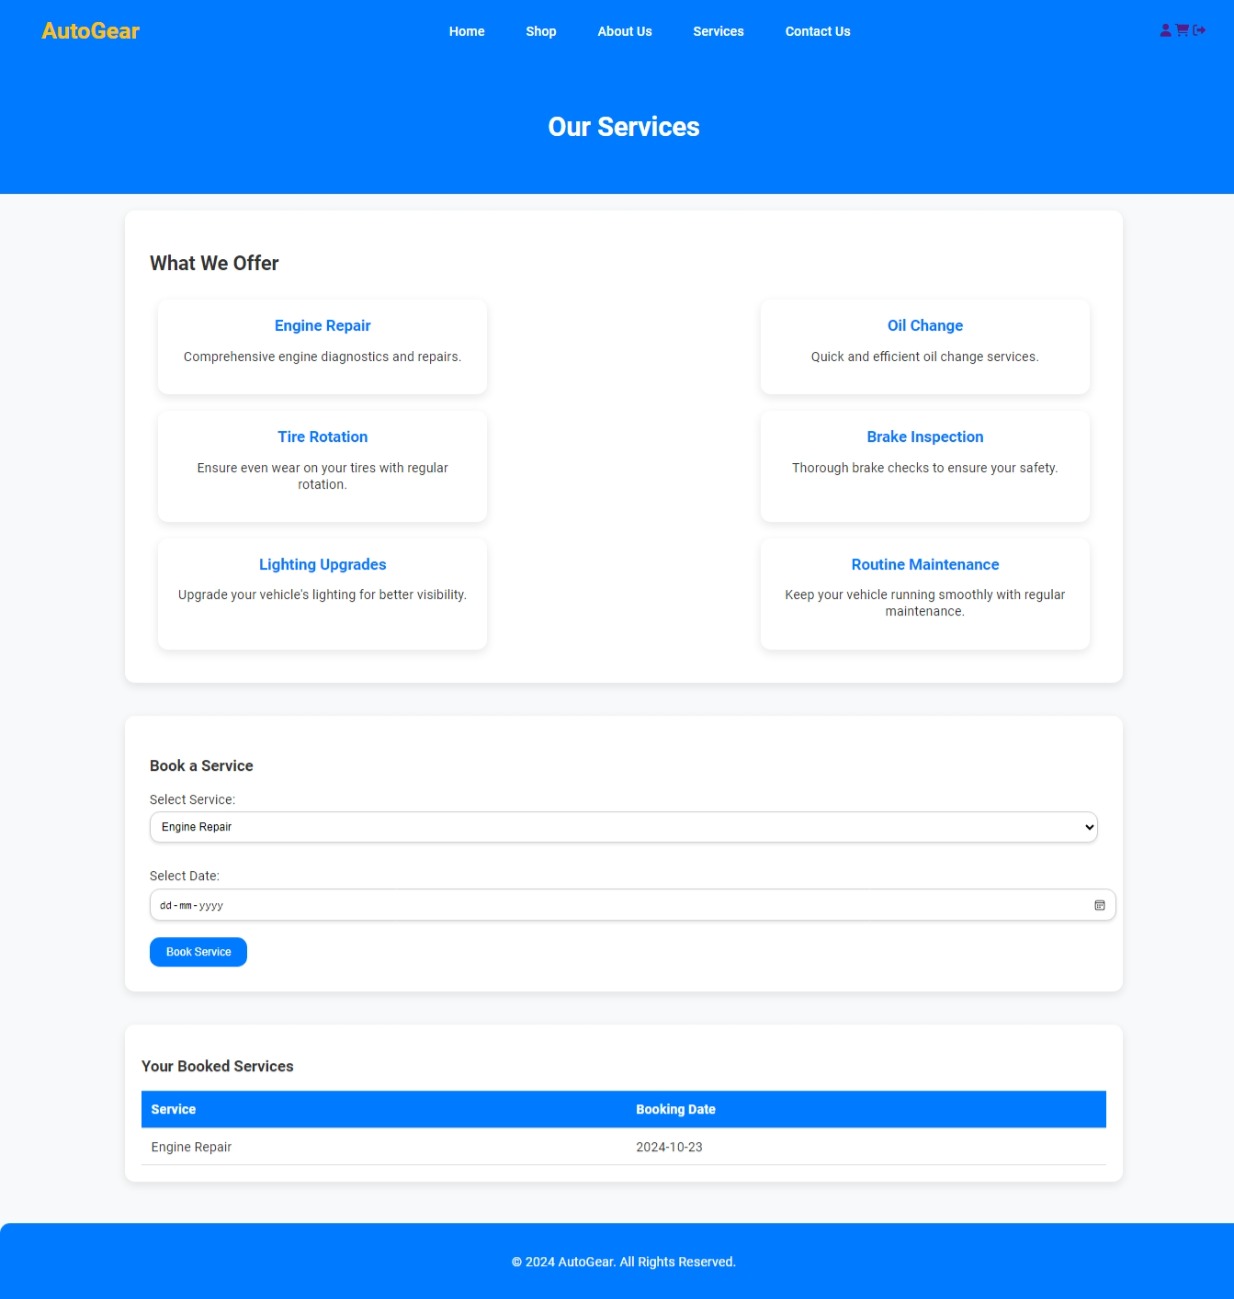 AutoGear
Home Shop About Us Services Contact Us
Our Services
What We Offer
Engine Repair
Comprehensive engine diagnostics and repairs.
Oil Change
Quick and efficient oil change services.
Tire Rotation
Ensure even wear on your tires with regular
rotation.
Brake Inspection
Thorough brake checks to ensure your safety.
Lighting Upgrades
Upgrade your vehicle's lighting for better visibility.
Routine Maintenance
Keep your vehicle running smoothly with regular
maintenance.
Book a Service
Select Service:
Engine Repair
Select Date:
dd-mm-yyyy
Book Service
Your Booked Services
Service Booking Date
Engine Repair 2024-10-23
© 2024 AutoGear. All Rights Reserved.